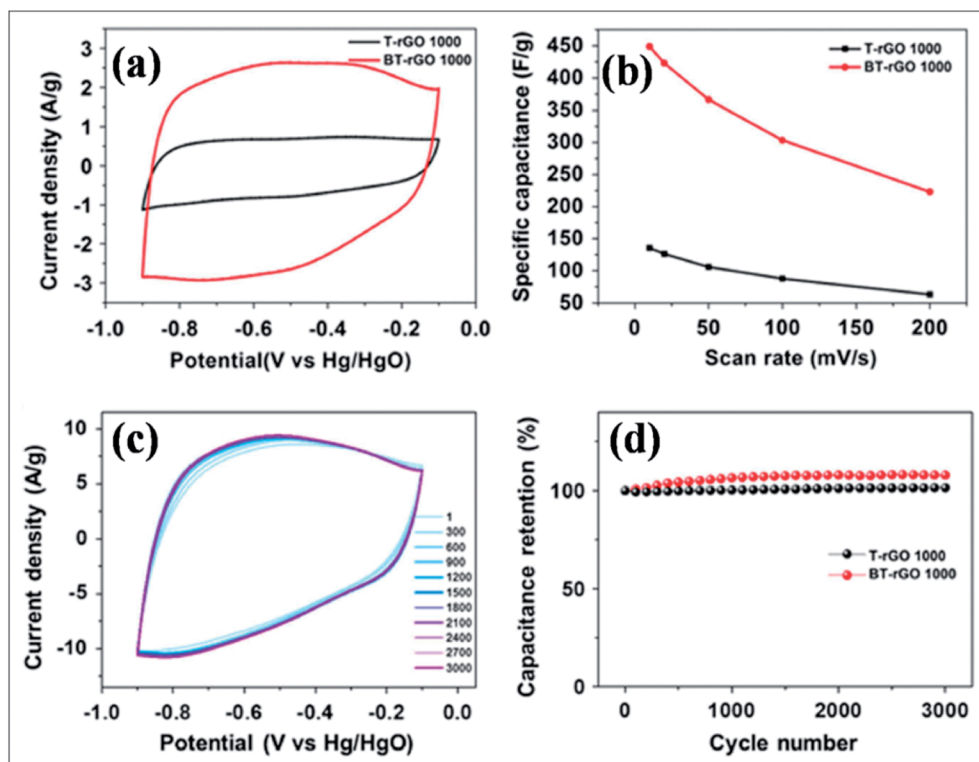 (a)
T-rGO 1000
BT-rGO 1000
Current density (A/g)
3
2
1
0
-1
-2
-3
-1.0 -0.8 -0.6 -0.4 -0.2 0.0
Potential(V vs Hg/HgO)
(b)
T-rGO 1000
BT-rGO 1000
Specific capacitance (F/g)
450
400
350
300
250
200
150
100
50
0 50 100 150 200
Scan rate (mV/s)
(c)
Current density (A/g)
10
5
0
-5
-10
1
300
600
900
1200
1500
1800
2100
2400
2700
3000
-1.0 -0.8 -0.6 -0.4 -0.2 0.0
Potential (V vs Hg/HgO)
(d)
Capacitance retention (%)
100
0
T-rGO 1000
BT-rGO 1000
0 1000 2000 3000
Cycle number